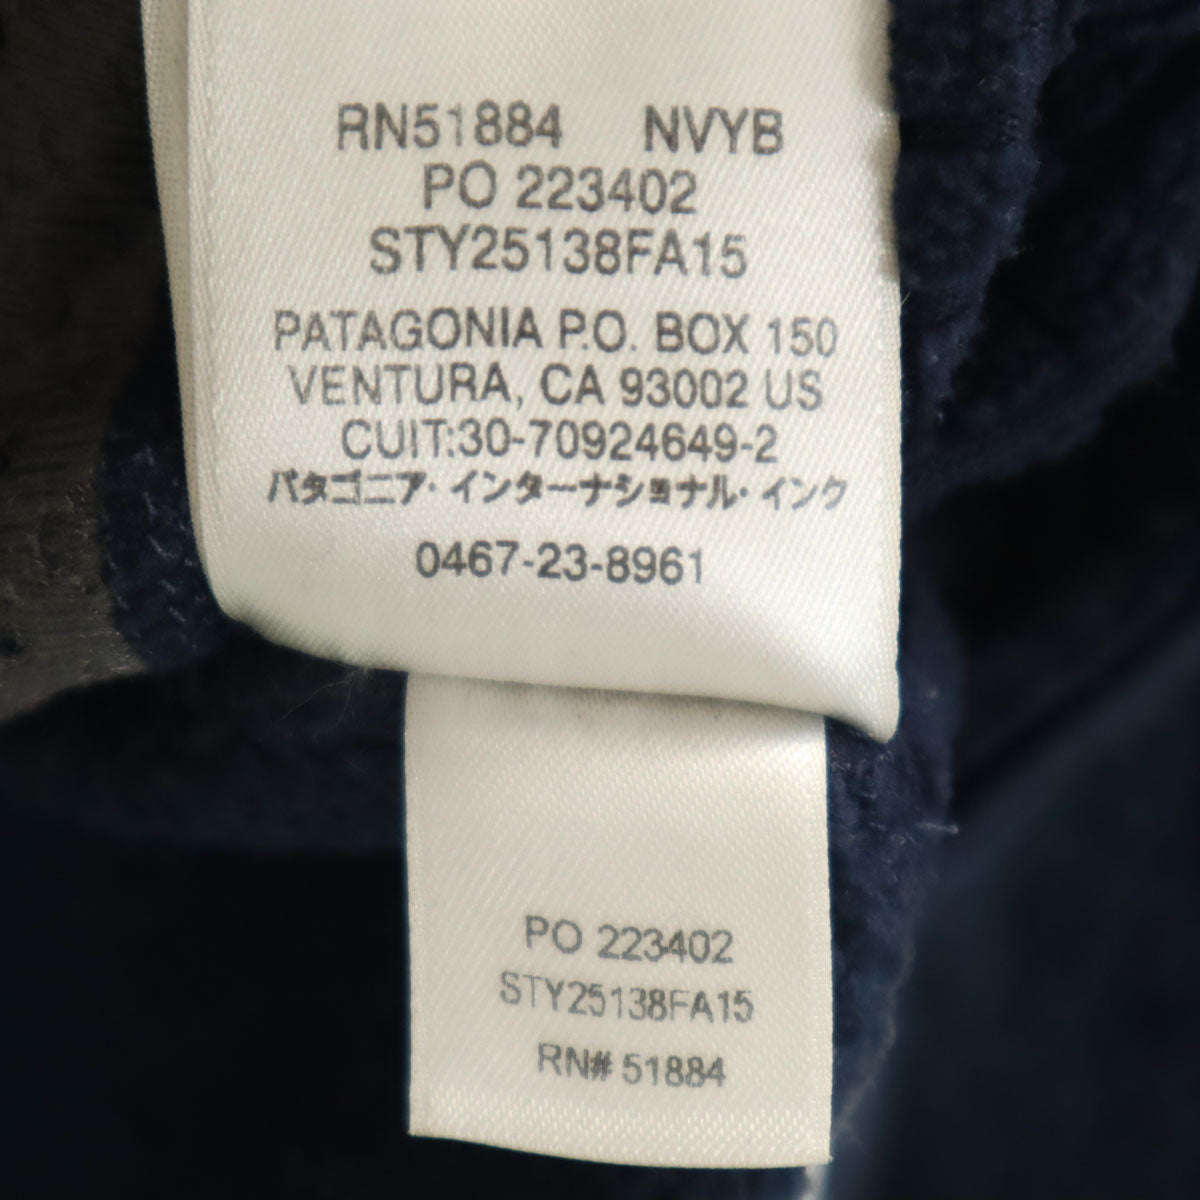 RN51884 NVYB
PO 223402
STY25138FA15
PATAGONIA P.O. BOX 150
VENTURA, CA 93002 US
CUIT:30-70924649-2
パタゴニア・インターナショナル・インク
0467-23-8961
PO 223402
STY25138FA15
RN# 51884